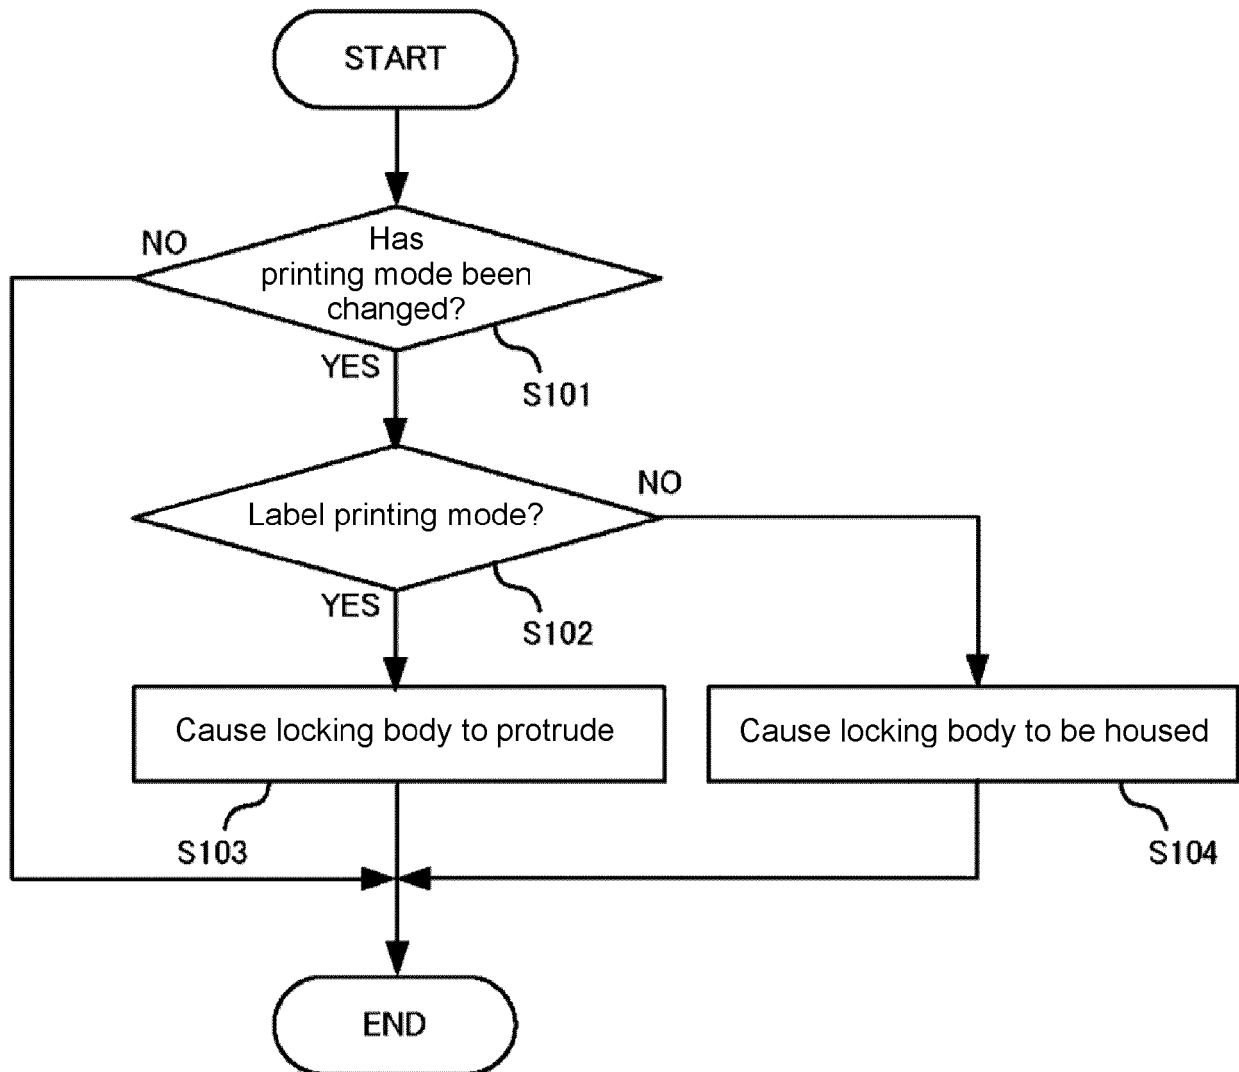 START
NO
Has
printing mode been
changed?
YES
S101
NO
Label printing mode?
YES
S102
Cause locking body to protrude
Cause locking body to be housed
S103
S104
END